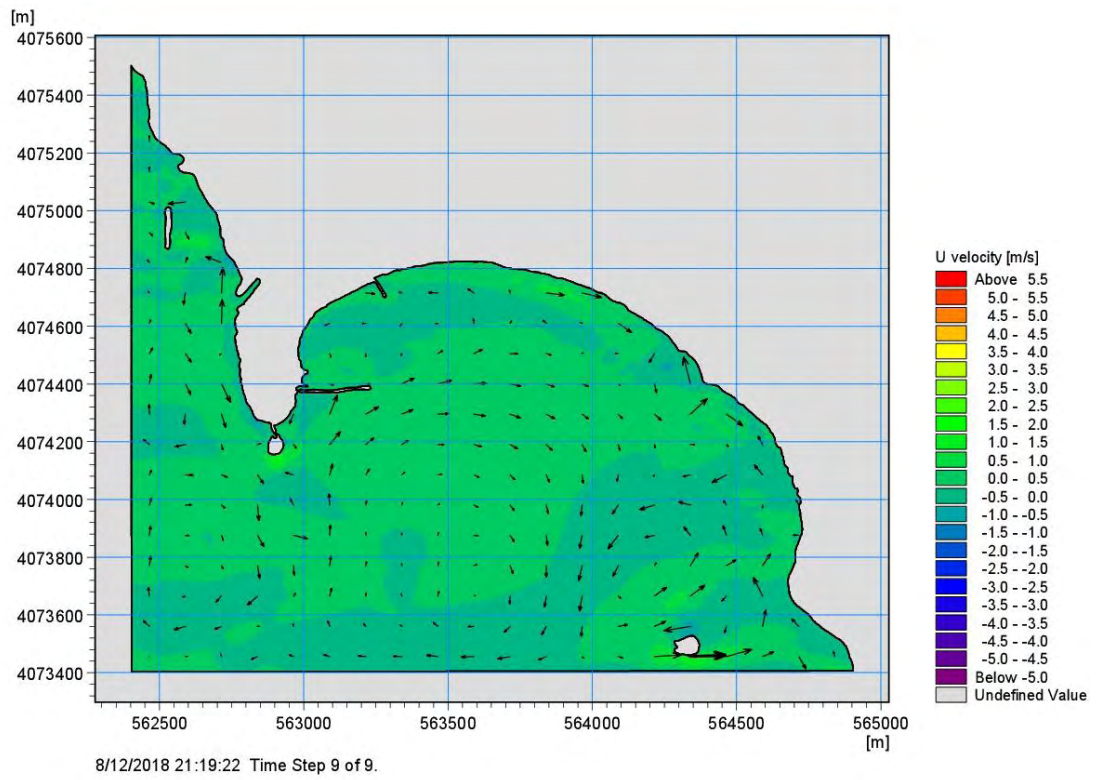 [m]
4075600
4075400
4075200
4075000
4074800
4074600
4074400
4074200
4074000
4073800
4073600
4073400
562500 563000 563500 564000 564500 565000
[m]
U velocity [m/s]
Above 5.5
5.0 - 5.5
4.5 - 5.0
4.0 - 4.5
3.5 - 4.0
3.0 - 3.5
2.5 - 3.0
2.0 - 2.5
1.5 - 2.0
1.0 - 1.5
0.5 - 1.0
0.0 - 0.5
-0.5 - 0.0
-1.0 - -0.5
-1.5 - -1.0
-2.0 - -1.5
-2.5 - -2.0
-3.0 - -2.5
-3.5 - -3.0
-4.0 - -3.5
-4.5 - -4.0
-5.0 - -4.5
Below -5.0
Undefined Value
8/12/2018 21:19:22 Time Step 9 of 9.